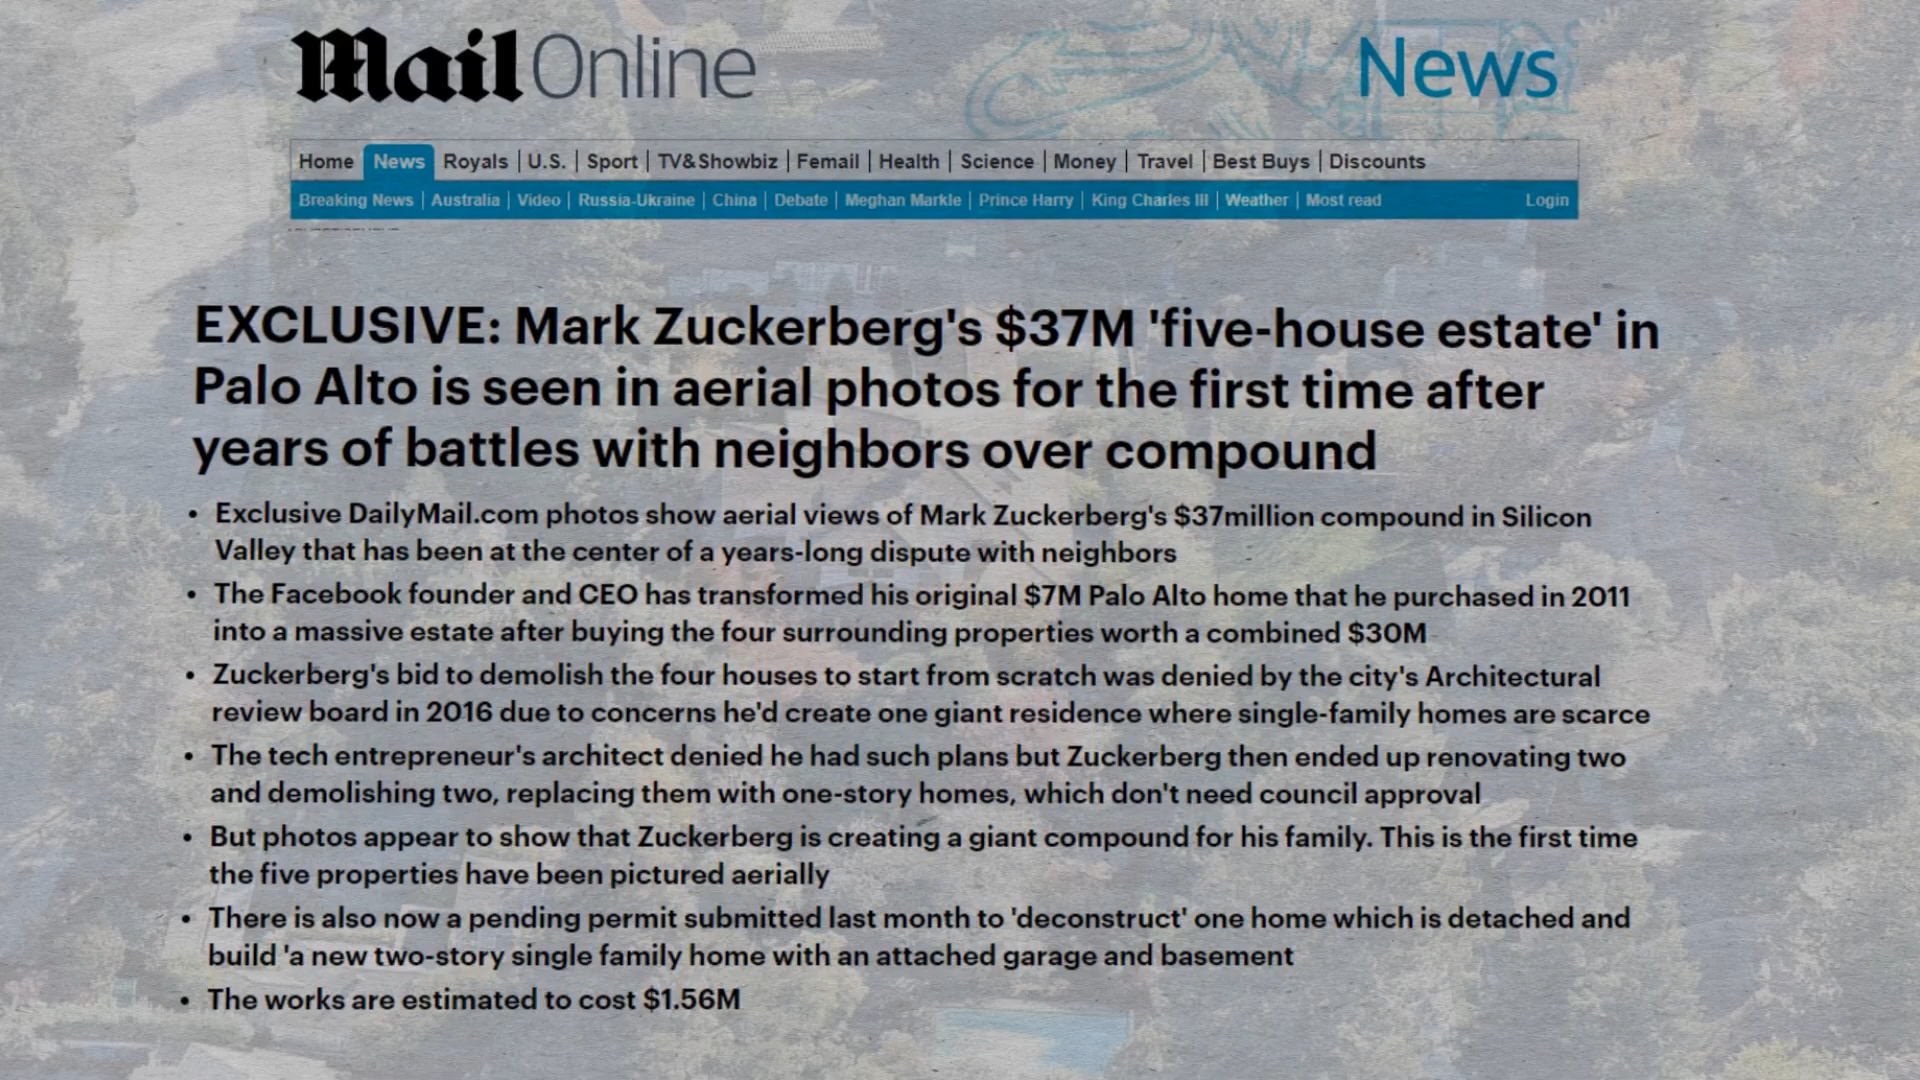 Mail Online News
Home News Royals U.S. Sport TV&Showbiz Femail Health Science Money Travel Best Buys Discounts
Breaking News Australia Video Russia-Ukraine China Debate Meghan Markle Prince Harry King Charles III Weather Most read Login
EXCLUSIVE: Mark Zuckerberg's $37M 'five-house estate' in
Palo Alto is seen in aerial photos for the first time after
years of battles with neighbors over compound
• Exclusive DailyMail.com photos show aerial views of Mark Zuckerberg's $37million compound in Silicon
Valley that has been at the center of a years-long dispute with neighbors
• The Facebook founder and CEO has transformed his original $7M Palo Alto home that he purchased in 2011
into a massive estate after buying the four surrounding properties worth a combined $30M
• Zuckerberg's bid to demolish the four houses to start from scratch was denied by the city's Architectural
review board in 2016 due to concerns he'd create one giant residence where single-family homes are scarce
• The tech entrepreneur's architect denied he had such plans but Zuckerberg then ended up renovating two
and demolishing two, replacing them with one-story homes, which don't need council approval
• But photos appear to show that Zuckerberg is creating a giant compound for his family. This is the first time
the five properties have been pictured aerially
• There is also now a pending permit submitted last month to 'deconstruct' one home which is detached and
build 'a new two-story single family home with an attached garage and basement
• The works are estimated to cost $1.56M